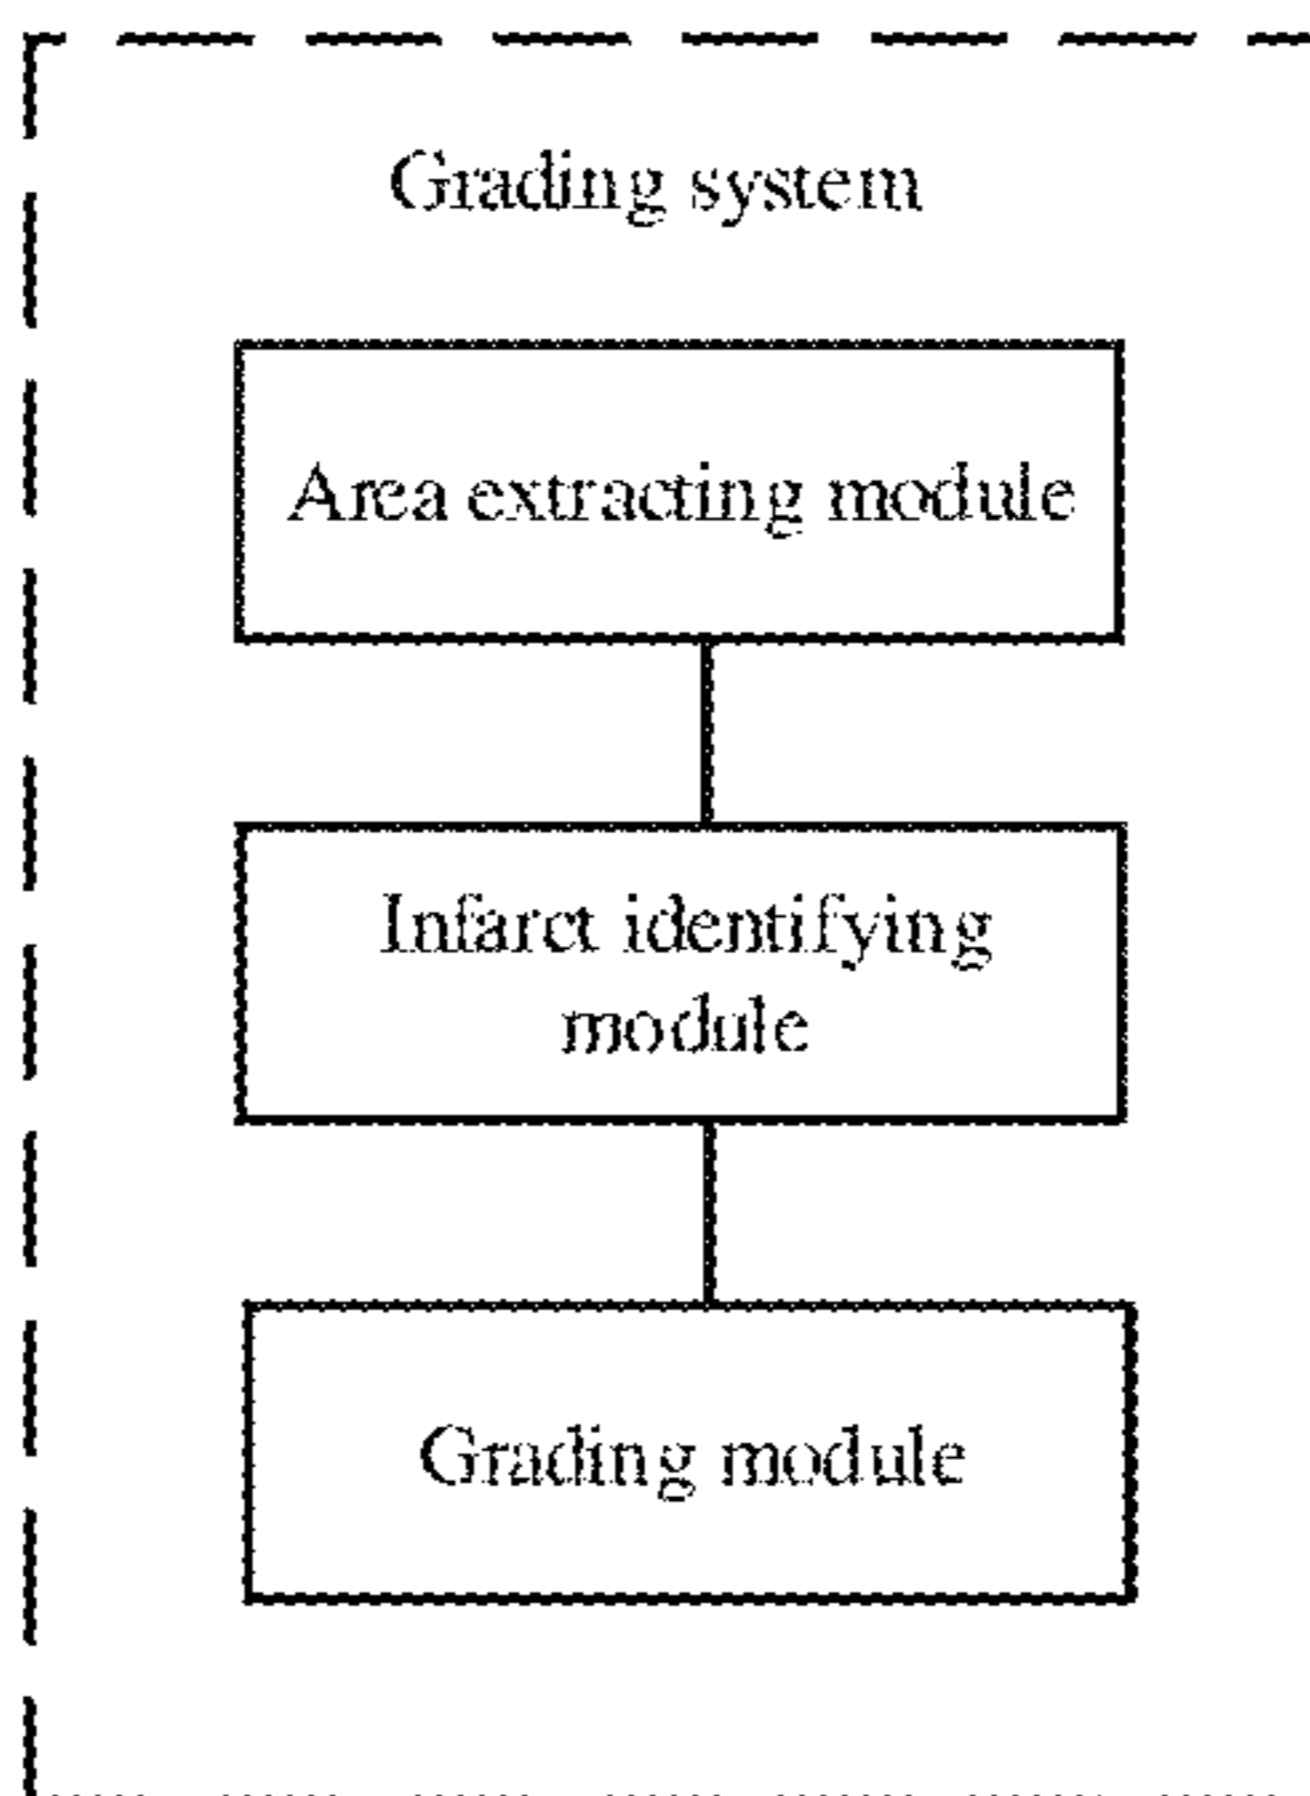 Grading system
Area extracting module
Infarct identifying
module
Grading module